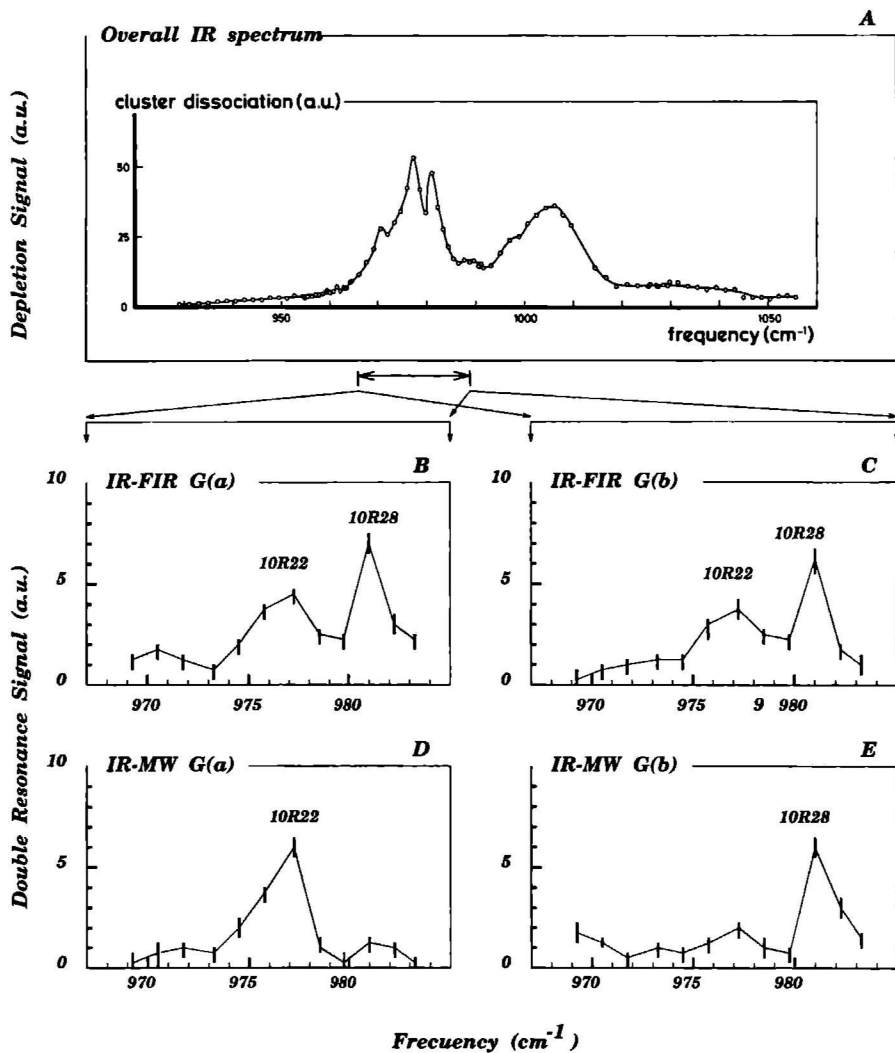 A
Overall IR spectrum
cluster dissociation (a.u.)
50
25
0
950
1000
1050
frequency (cm⁻¹)
Depletion Signal (a.u.)
B
IR-FIR G(a)
10R22
10R28
10
5
0
970
975
980
C
IR-FIR G(b)
10R22
10R28
10
5
0
970
975
9
980
D
IR-MW G(a)
10R22
10
5
0
970
975
980
E
IR-MW G(b)
10R28
10
5
0
970
975
980
Double Resonance Signal (a.u.)
Frecuency (cm⁻¹)